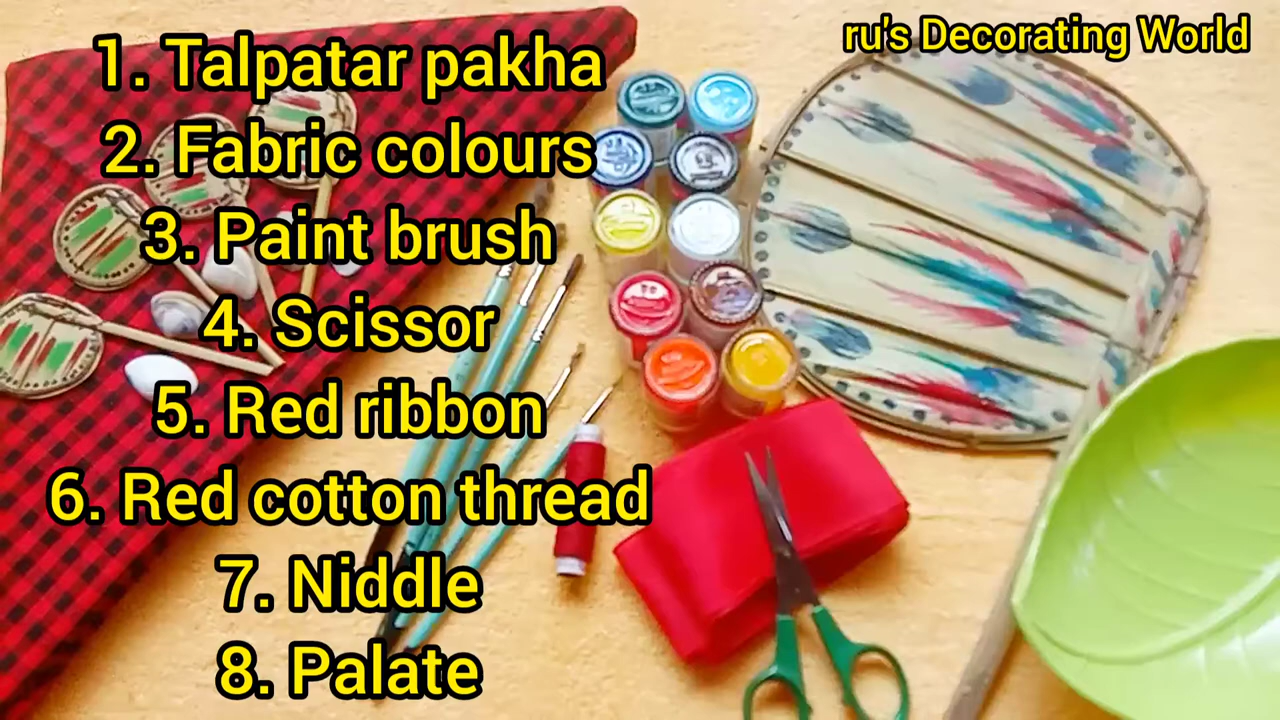 ru's Decorating World
1. Talpatar pakha
2. Fabric colours
3. Paint brush
4. Scissor
5. Red ribbon
6. Red cotton thread
7. Niddle
8. Palate